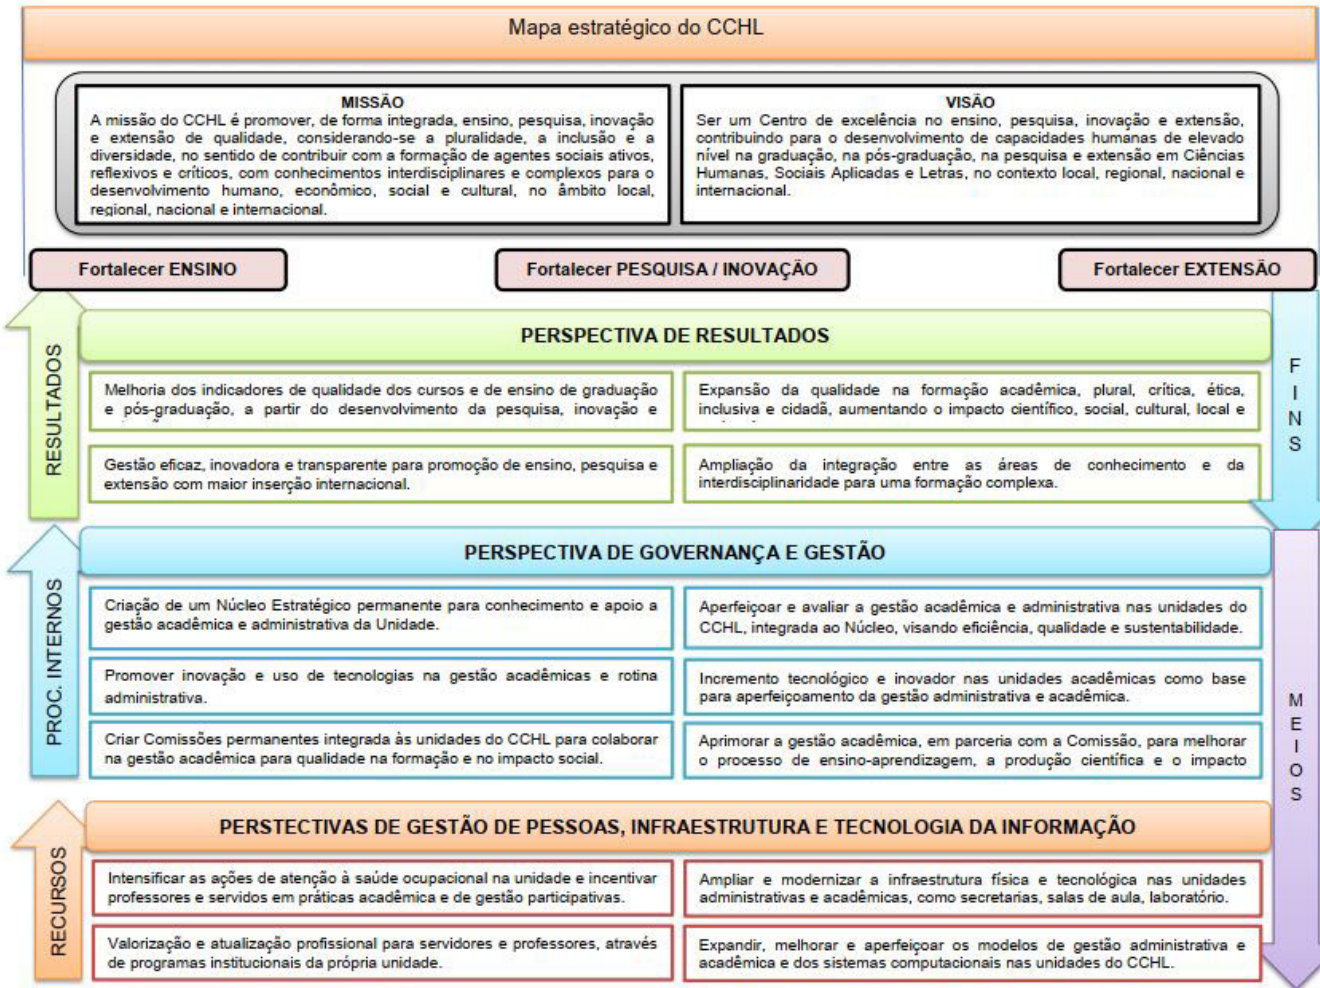 Mapa estratégico do CCHL
MISSÃO
A missão do CCHL é promover, de forma integrada, ensino, pesquisa, inovação
e extensão de qualidade, considerando-se a pluralidade, a inclusão e a
diversidade, no sentido de contribuir com a formação de agentes sociais ativos,
reflexivos e críticos, com conhecimentos interdisciplinares e complexos para o
desenvolvimento humano, econômico, social e cultural, no âmbito local,
regional, nacional e internacional.
VISÃO
Ser um Centro de excelência no ensino, pesquisa, inovação e extensão,
contribuindo para o desenvolvimento de capacidades humanas de elevado
nível na graduação, na pós-graduação, na pesquisa e extensão em Ciências
Humanas, Sociais Aplicadas e Letras, no contexto local, regional, nacional e
internacional.
Fortalecer ENSINO
Fortalecer PESQUISA / INOVAÇÃO
Fortalecer EXTENSÃO
RESULTADOS
PERSPECTIVA DE RESULTADOS
Melhoria dos indicadores de qualidade dos cursos e de ensino de graduação
e pós-graduação, a partir do desenvolvimento da pesquisa, inovação e
Expansão da qualidade na formação acadêmica, plural, crítica, ética,
inclusiva e cidadã, aumentando o impacto científico, social, cultural, local e
Gestão eficaz, inovadora e transparente para promoção de ensino, pesquisa e
extensão com maior inserção internacional.
Ampliação da integração entre as áreas de conhecimento e da
interdisciplinaridade para uma formação complexa.
FINS
PROC. INTERNOS
PERSPECTIVA DE GOVERNANÇA E GESTÃO
Criação de um Núcleo Estratégico permanente para conhecimento e apoio a
gestão acadêmica e administrativa da Unidade.
Aperfeiçoar e avaliar a gestão acadêmica e administrativa nas unidades do
CCHL, integrada ao Núcleo, visando eficiência, qualidade e sustentabilidade.
Promover inovação e uso de tecnologias na gestão acadêmicas e rotina
administrativa.
Incremento tecnológico e inovador nas unidades acadêmicas como base
para aperfeiçoamento da gestão administrativa e acadêmica.
Criar Comissões permanentes integrada às unidades do CCHL para colaborar
na gestão acadêmica para qualidade na formação e no impacto social.
Aprimorar a gestão acadêmica, em parceria com a Comissão, para melhorar
o processo de ensino-aprendizagem, a produção científica e o impacto
MEIOS
RECURSOS
PERSTECTIVAS DE GESTÃO DE PESSOAS, INFRAESTRUTURA E TECNOLOGIA DA INFORMAÇÃO
Intensificar as ações de atenção à saúde ocupacional na unidade e incentivar
professores e servidos em práticas acadêmica e de gestão participativas.
Ampliar e modernizar a infraestrutura física e tecnológica nas unidades
administrativas e acadêmicas, como secretarias, salas de aula, laboratório.
Valorização e atualização profissional para servidores e professores, através
de programas institucionais da própria unidade.
Expandir, melhorar e aperfeiçoar os modelos de gestão administrativa e
acadêmica e dos sistemas computacionais nas unidades do CCHL.